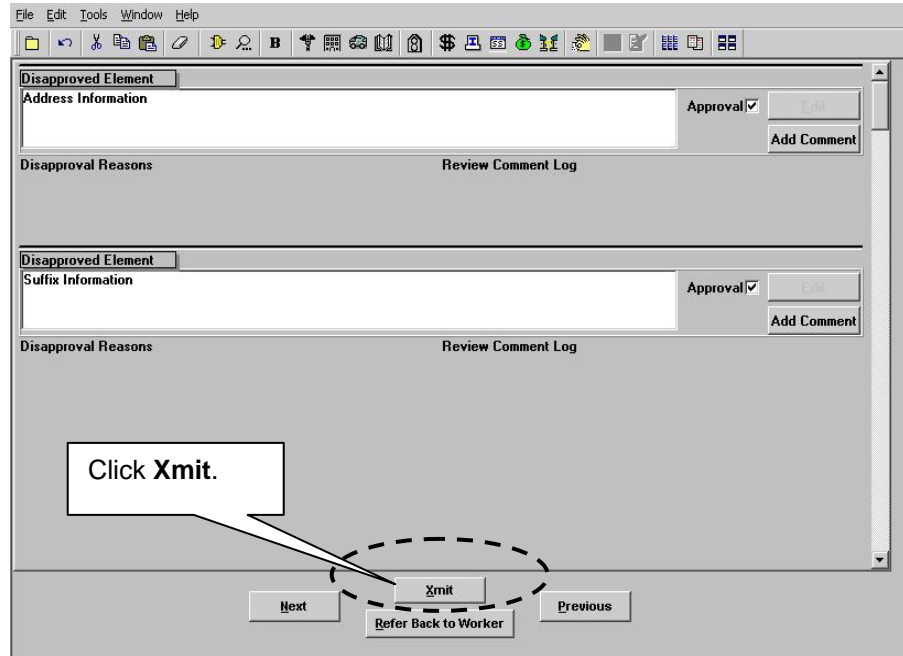 File Edit Tools Window Help
B
Disapproved Element
Address Information
Approval
Edit
Add Comment
Disapproval Reasons Review Comment Log
Disapproved Element
Suffix Information
Approval
Edit
Add Comment
Disapproval Reasons Review Comment Log
Click Xmit.
Xmit
Next
Previous
Refer Back to Worker